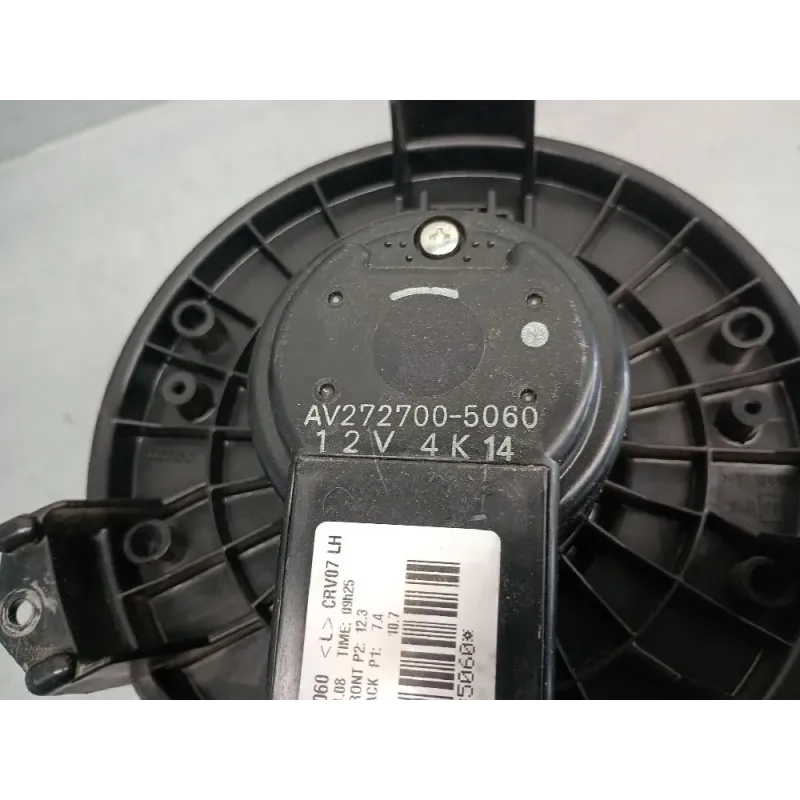 AV272700-5060
12V 4K14
060 <L> CRV07 LH
.08 TIME: 09h25
RONT P2: 12.3
ACK P1: 7.4
10.7
5060*